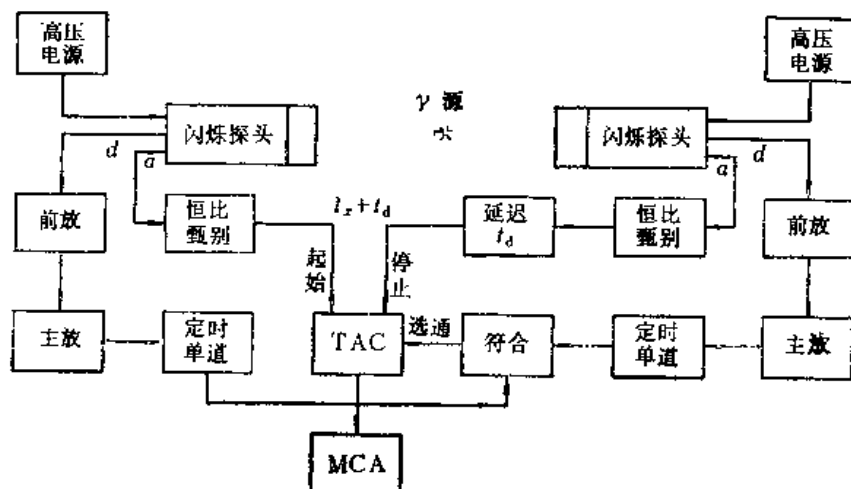 高压
电源
高压
电源
γ 源
闪烁探头
闪烁探头
d
a
d
a
前放
恒比
甄别
t_x+t_d
延迟
t_d
恒比
甄别
前放
起始
停止
主放
定时
单道
TAC
选通
符合
定时
单道
主放
MCA